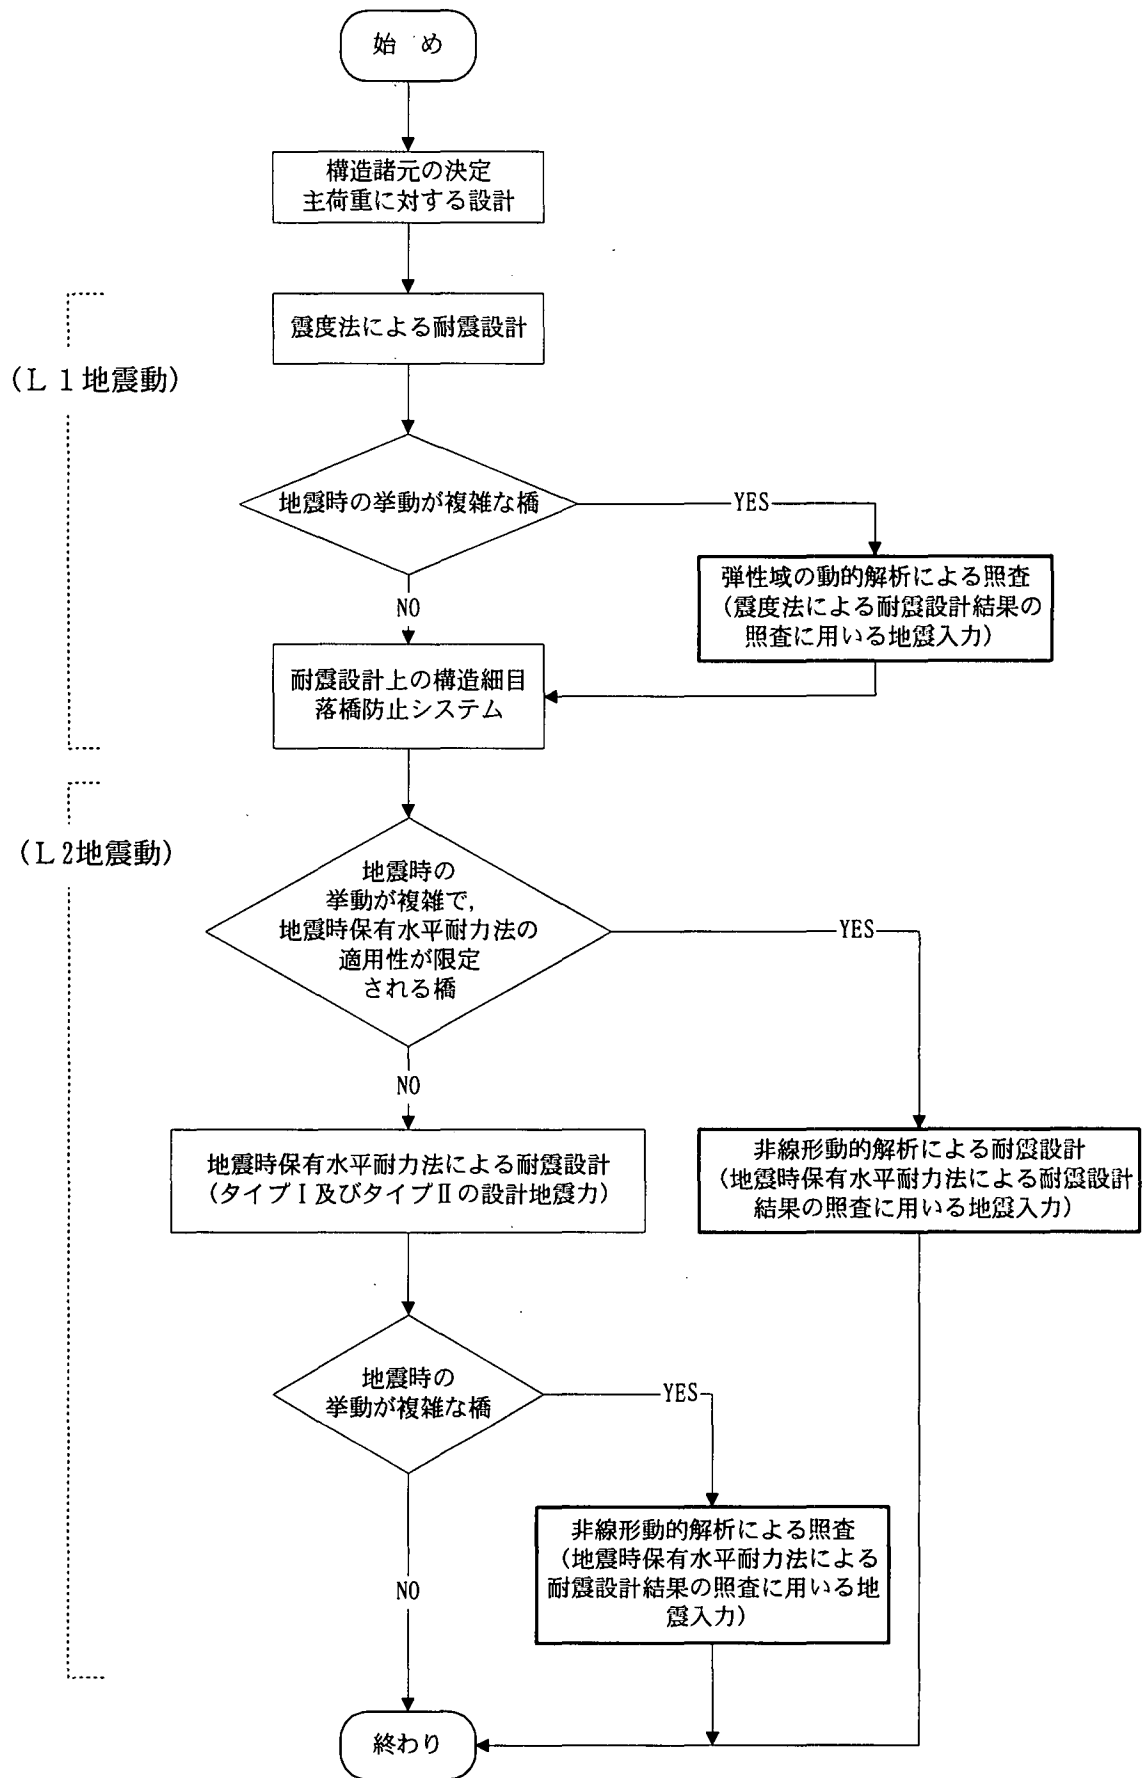 始 め
構造諸元の決定
主荷重に対する設計
震度法による耐震設計
(L 1地震動)
地震時の挙動が複雑な橋
YES
弾性域の動的解析による照査
(震度法による耐震設計結果の
照査に用いる地震入力)
NO
耐震設計上の構造細目
落橋防止システム
(L 2地震動)
地震時の
挙動が複雑で,
地震時保有水平耐力法の
適用性が限定
される橋
YES
NO
地震時保有水平耐力法による耐震設計
(タイプⅠ及びタイプⅡの設計地震力)
非線形動的解析による耐震設計
(地震時保有水平耐力法による耐震設計
結果の照査に用いる地震入力)
地震時の
挙動が複雑な橋
YES
非線形動的解析による照査
(地震時保有水平耐力法による
耐震設計結果の照査に用いる地
震入力)
NO
終わり